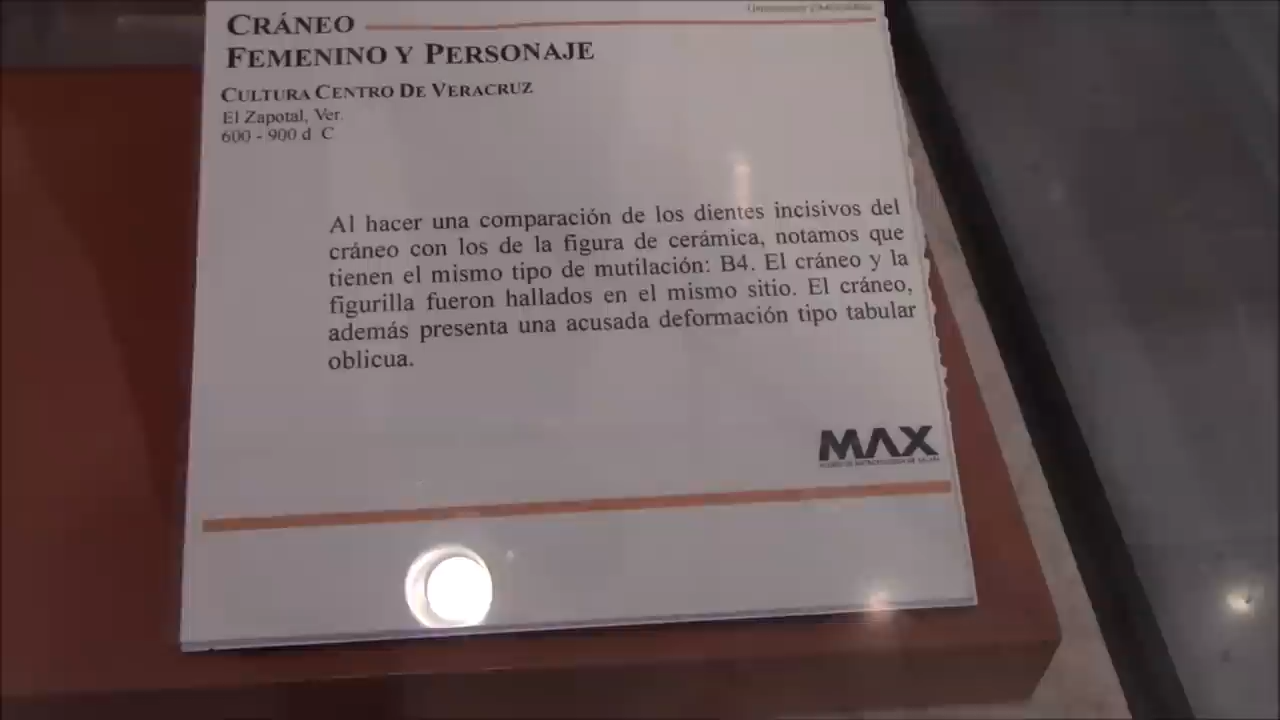 CRÁNEO
FEMENINO Y PERSONAJE
CULTURA CENTRO DE VERACRUZ
El Zapotal, Ver.
600 - 900 d C
Al hacer una comparación de los dientes incisivos del
cráneo con los de la figura de cerámica, notamos que
tienen el mismo tipo de mutilación: B4. El cráneo y la
figurilla fueron hallados en el mismo sitio. El cráneo,
además presenta una acusada deformación tipo tabular
oblicua.
MAX